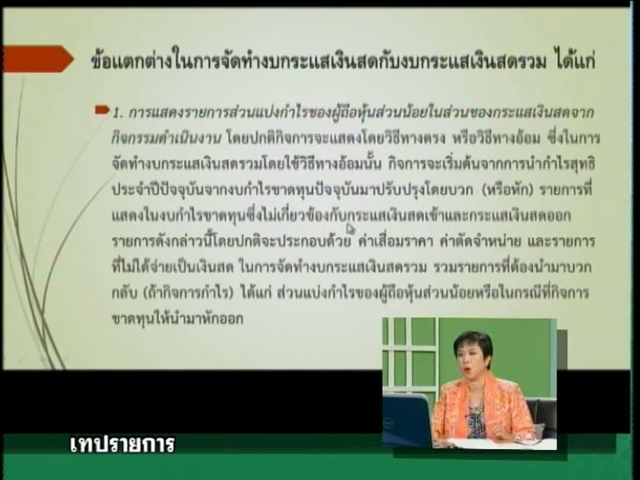 ข้อแตกต่างในการจัดทำงบกระแสเงินสดกับงบกระแสเงินสดรวม ได้แก่
1. การแสดงรายการส่วนแบ่งกำไรของผู้ถือหุ้นส่วนน้อยในส่วนของกระแสเงินสดจาก
กิจกรรมดำเนินงาน โดยปกติกิจการจะแสดงโดยวิธีทางตรง หรือวิธีทางอ้อม ซึ่งในการ
จัดทำงบกระแสเงินสดรวมโดยใช้วิธีทางอ้อมนั้น กิจการจะเริ่มต้นจากการนำกำไรสุทธิ
ประจำปีปัจจุบันจากงบกำไรขาดทุนปัจจุบันมาปรับปรุงโดยบวก (หรือหัก) รายการที่
แสดงในงบกำไรขาดทุนซึ่งไม่เกี่ยวข้องกับกระแสเงินสดเข้าและกระแสเงินสดออก
รายการดังกล่าวนี้โดยปกติจะประกอบด้วย ค่าเสื่อมราคา ค่าตัดจำหน่าย และรายการ
ที่ไม่ได้จ่ายเป็นเงินสด ในการจัดทำงบกระแสเงินสดรวม รวมรายการที่ต้องนำมาบวก
กลับ (ถ้ากิจการกำไร) ได้แก่ ส่วนแบ่งกำไรของผู้ถือหุ้นส่วนน้อยหรือในกรณีที่กิจการ
ขาดทุนให้นำมาหักออก
เทปรายการ